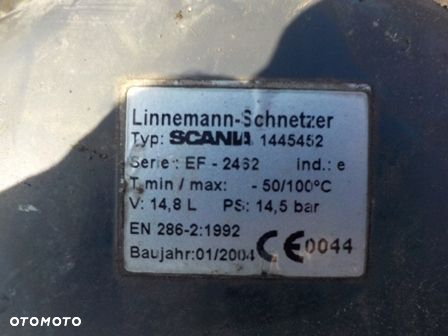 Linnemann-Schnetzer
Typ: SCANIA 1445452
Serie: EF - 2462 ind.: e
T.min / max: - 50/100°C
V: 14,8 L PS: 14,5 bar
EN 286-2:1992
Baujahr:01/2004 CE 0044
OTOMOTO